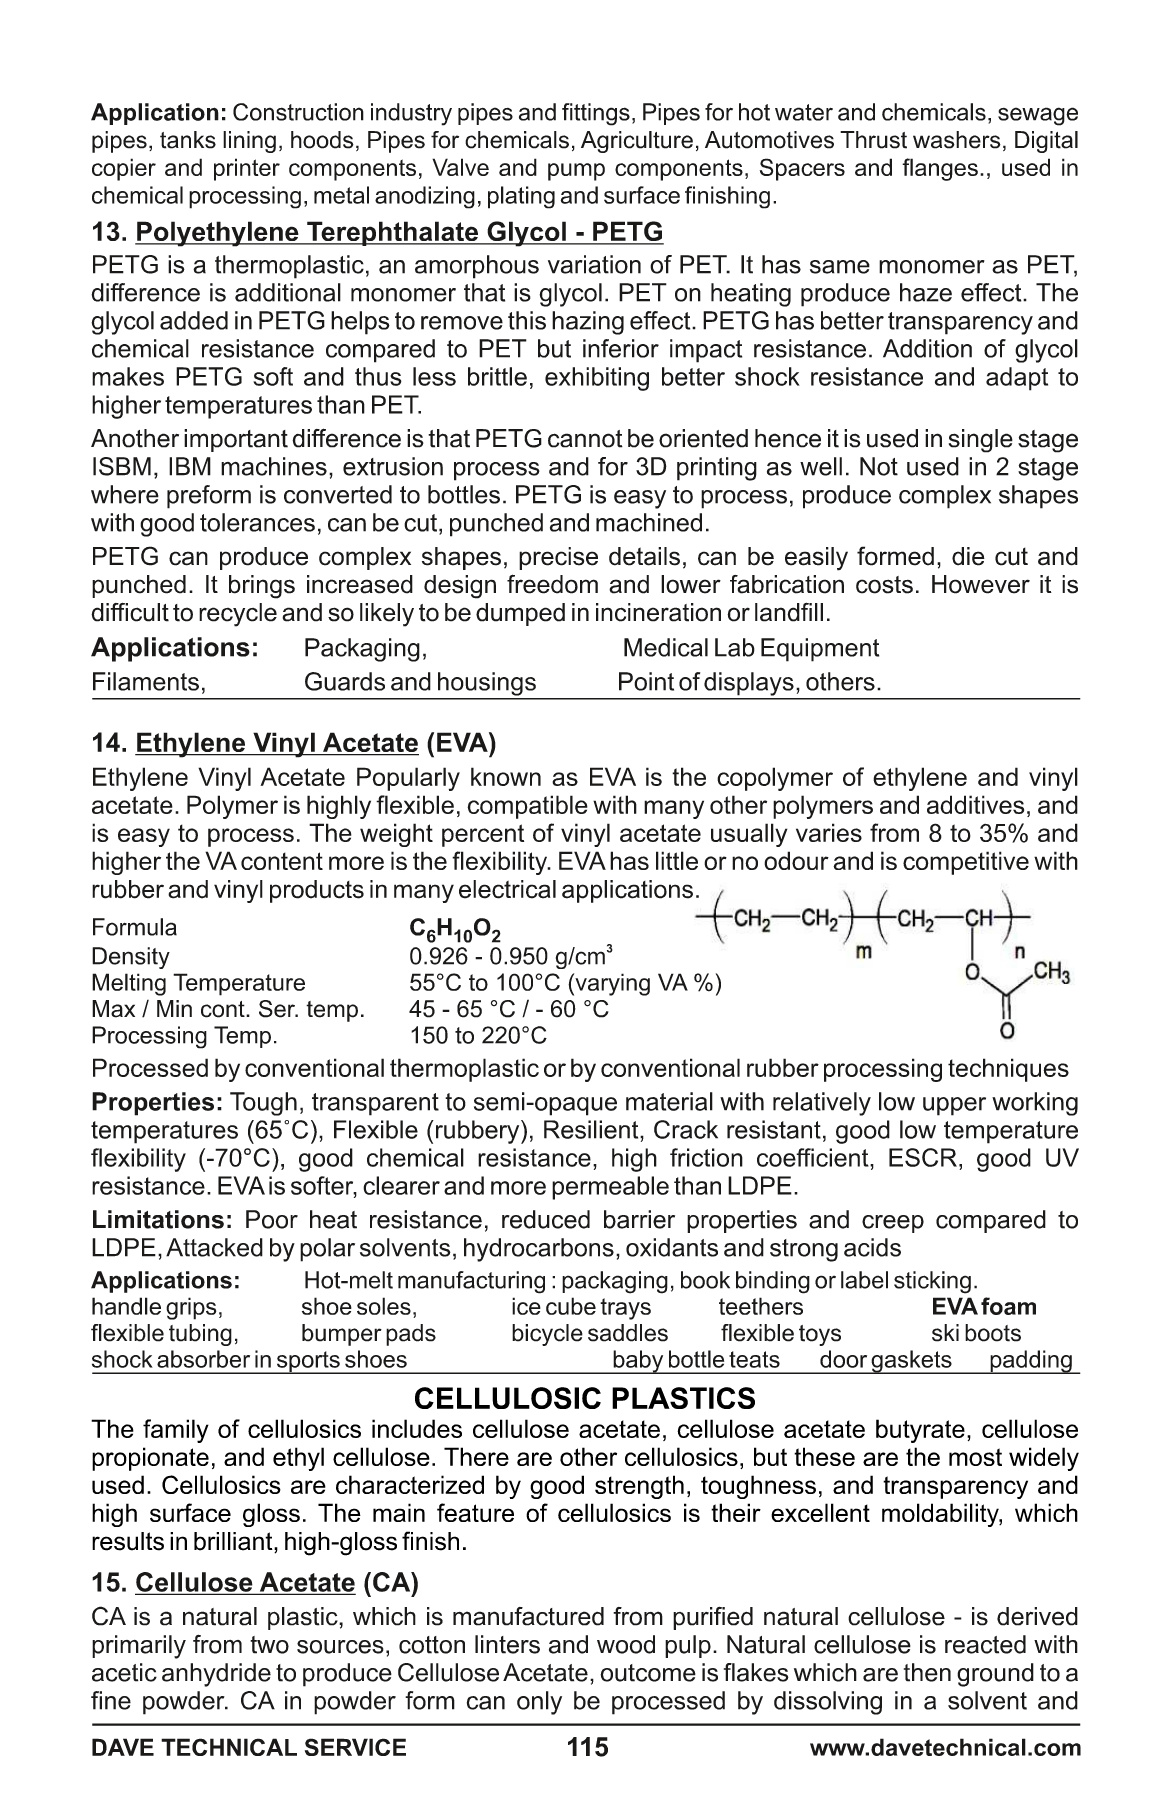 Application: Construction industry pipes and fittings, Pipes for hot water and chemicals, sewage
pipes, tanks lining, hoods, Pipes for chemicals, Agriculture, Automotives Thrust washers, Digital
copier and printer components, Valve and pump components, Spacers and flanges., used in
chemical processing, metal anodizing, plating and surface finishing.
13. Polyethylene Terephthalate Glycol - PETG
PETG is a thermoplastic, an amorphous variation of PET. It has same monomer as PET,
difference is additional monomer that is glycol. PET on heating produce haze effect. The
glycol added in PETG helps to remove this hazing effect. PETG has better transparency and
chemical resistance compared to PET but inferior impact resistance. Addition of glycol
makes PETG soft and thus less brittle, exhibiting better shock resistance and adapt to
higher temperatures than PET.
Another important difference is that PETG cannot be oriented hence it is used in single stage
ISBM, IBM machines, extrusion process and for 3D printing as well. Not used in 2 stage
where preform is converted to bottles. PETG is easy to process, produce complex shapes
with good tolerances, can be cut, punched and machined.
PETG can produce complex shapes, precise details, can be easily formed, die cut and
punched. It brings increased design freedom and lower fabrication costs. However it is
difficult to recycle and so likely to be dumped in incineration or landfill.
Applications: Packaging, Medical Lab Equipment
Filaments, Guards and housings Point of displays, others.
14. Ethylene Vinyl Acetate (EVA)
Ethylene Vinyl Acetate Popularly known as EVA is the copolymer of ethylene and vinyl
acetate. Polymer is highly flexible, compatible with many other polymers and additives, and
is easy to process. The weight percent of vinyl acetate usually varies from 8 to 35% and
higher the VA content more is the flexibility. EVA has little or no odour and is competitive with
rubber and vinyl products in many electrical applications.
Formula C6H10O2
Density 0.926 - 0.950 g/cm³
Melting Temperature 55°C to 100°C (varying VA %)
Max / Min cont. Ser. temp. 45 - 65 °C / - 60 °C
Processing Temp. 150 to 220°C
CH2 CH2 m CH2 CH n
O CH3
O
Processed by conventional thermoplastic or by conventional rubber processing techniques
Properties: Tough, transparent to semi-opaque material with relatively low upper working
temperatures (65°C), Flexible (rubbery), Resilient, Crack resistant, good low temperature
flexibility (-70°C), good chemical resistance, high friction coefficient, ESCR, good UV
resistance. EVA is softer, clearer and more permeable than LDPE.
Limitations: Poor heat resistance, reduced barrier properties and creep compared to
LDPE, Attacked by polar solvents, hydrocarbons, oxidants and strong acids
Applications: Hot-melt manufacturing : packaging, book binding or label sticking.
handle grips, shoe soles, ice cube trays teethers EVA foam
flexible tubing, bumper pads bicycle saddles flexible toys ski boots
shock absorber in sports shoes baby bottle teats door gaskets padding
CELLULOSIC PLASTICS
The family of cellulosics includes cellulose acetate, cellulose acetate butyrate, cellulose
propionate, and ethyl cellulose. There are other cellulosics, but these are the most widely
used. Cellulosics are characterized by good strength, toughness, and transparency and
high surface gloss. The main feature of cellulosics is their excellent moldability, which
results in brilliant, high-gloss finish.
15. Cellulose Acetate (CA)
CA is a natural plastic, which is manufactured from purified natural cellulose - is derived
primarily from two sources, cotton linters and wood pulp. Natural cellulose is reacted with
acetic anhydride to produce Cellulose Acetate, outcome is flakes which are then ground to a
fine powder. CA in powder form can only be processed by dissolving in a solvent and
DAVE TECHNICAL SERVICE 115 www.davetechnical.com